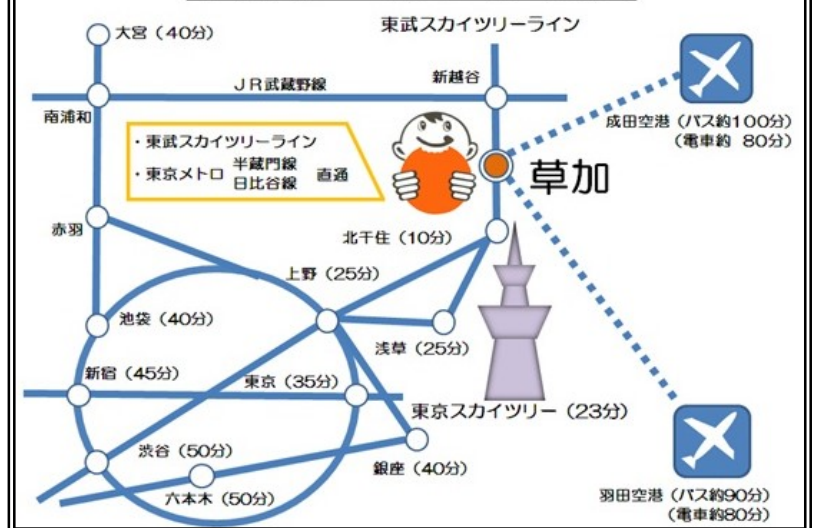 東武スカイツリーライン
大宮（40分）
JR武蔵野線
新越谷
南浦和
成田空港（バス約100分）
（電車約 80分）
・東武スカイツリーライン
・東京メトロ 半蔵門線 直通
日比谷線
草加
赤羽
北千住（10分）
上野（25分）
池袋（40分）
浅草（25分）
新宿（45分）
東京（35分）
東京スカイツリー（23分）
渋谷（50分）
銀座（40分）
六本木（50分）
羽田空港（バス約90分）
（電車約80分）